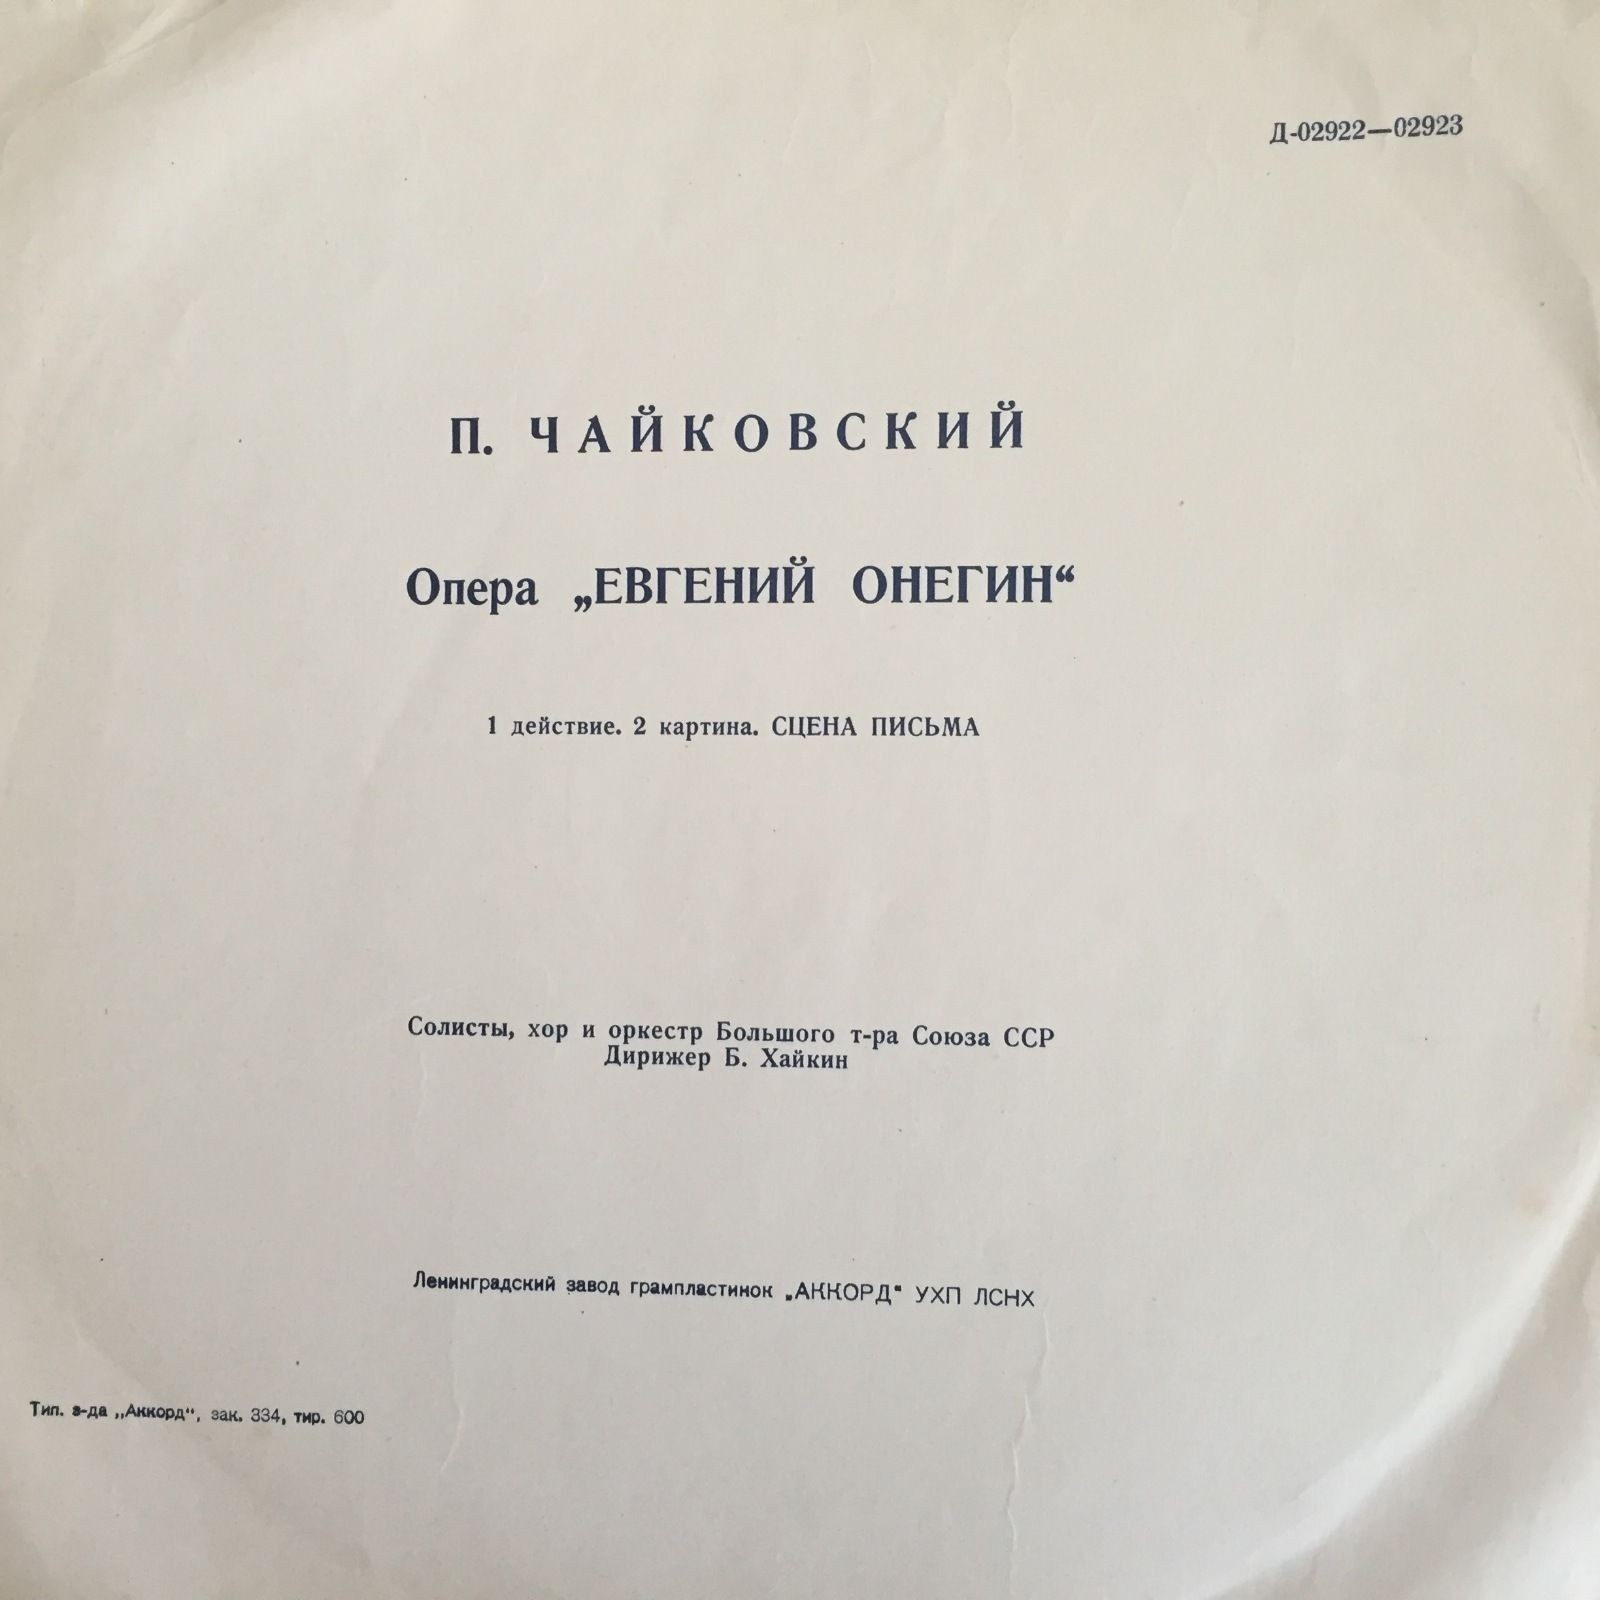 Д-02922—02923
П. ЧАЙКОВСКИЙ
Опера „ЕВГЕНИЙ ОНЕГИН“
1 действие. 2 картина. СЦЕНА ПИСЬМА
Солисты, хор и оркестр Большого т-ра Союза ССР
Дирижер Б. Хайкин
Ленинградский завод грампластинок „АККОРД“ УХП ЛСНХ
Тип. з-да „Аккорд“, зак. 334, тир. 600